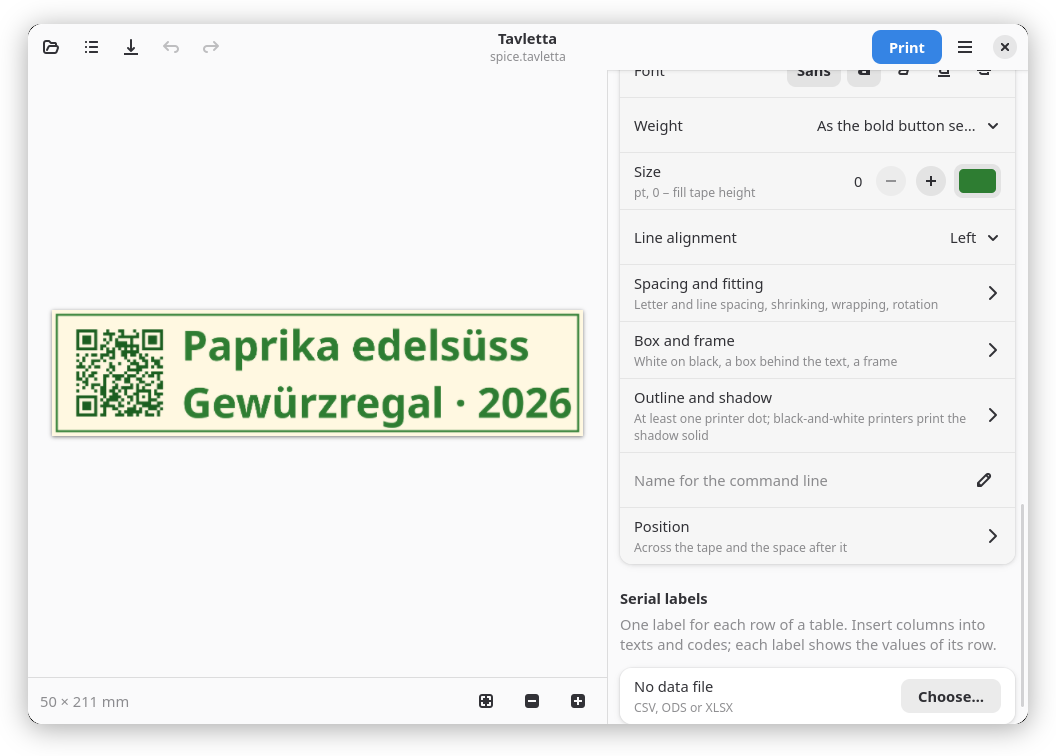 Tavletta
spice.tavletta
Print
Font
Sans
Weight
As the bold button se...
Size
pt, 0 – fill tape height
0
Line alignment
Left
Spacing and fitting
Letter and line spacing, shrinking, wrapping, rotation
Box and frame
White on black, a box behind the text, a frame
Outline and shadow
At least one printer dot; black-and-white printers print the
shadow solid
Name for the command line
Position
Across the tape and the space after it
Serial labels
One label for each row of a table. Insert columns into
texts and codes; each label shows the values of its row.
No data file
CSV, ODS or XLSX
Choose...
Paprika edelsüss
Gewürzregal · 2026
50 × 211 mm